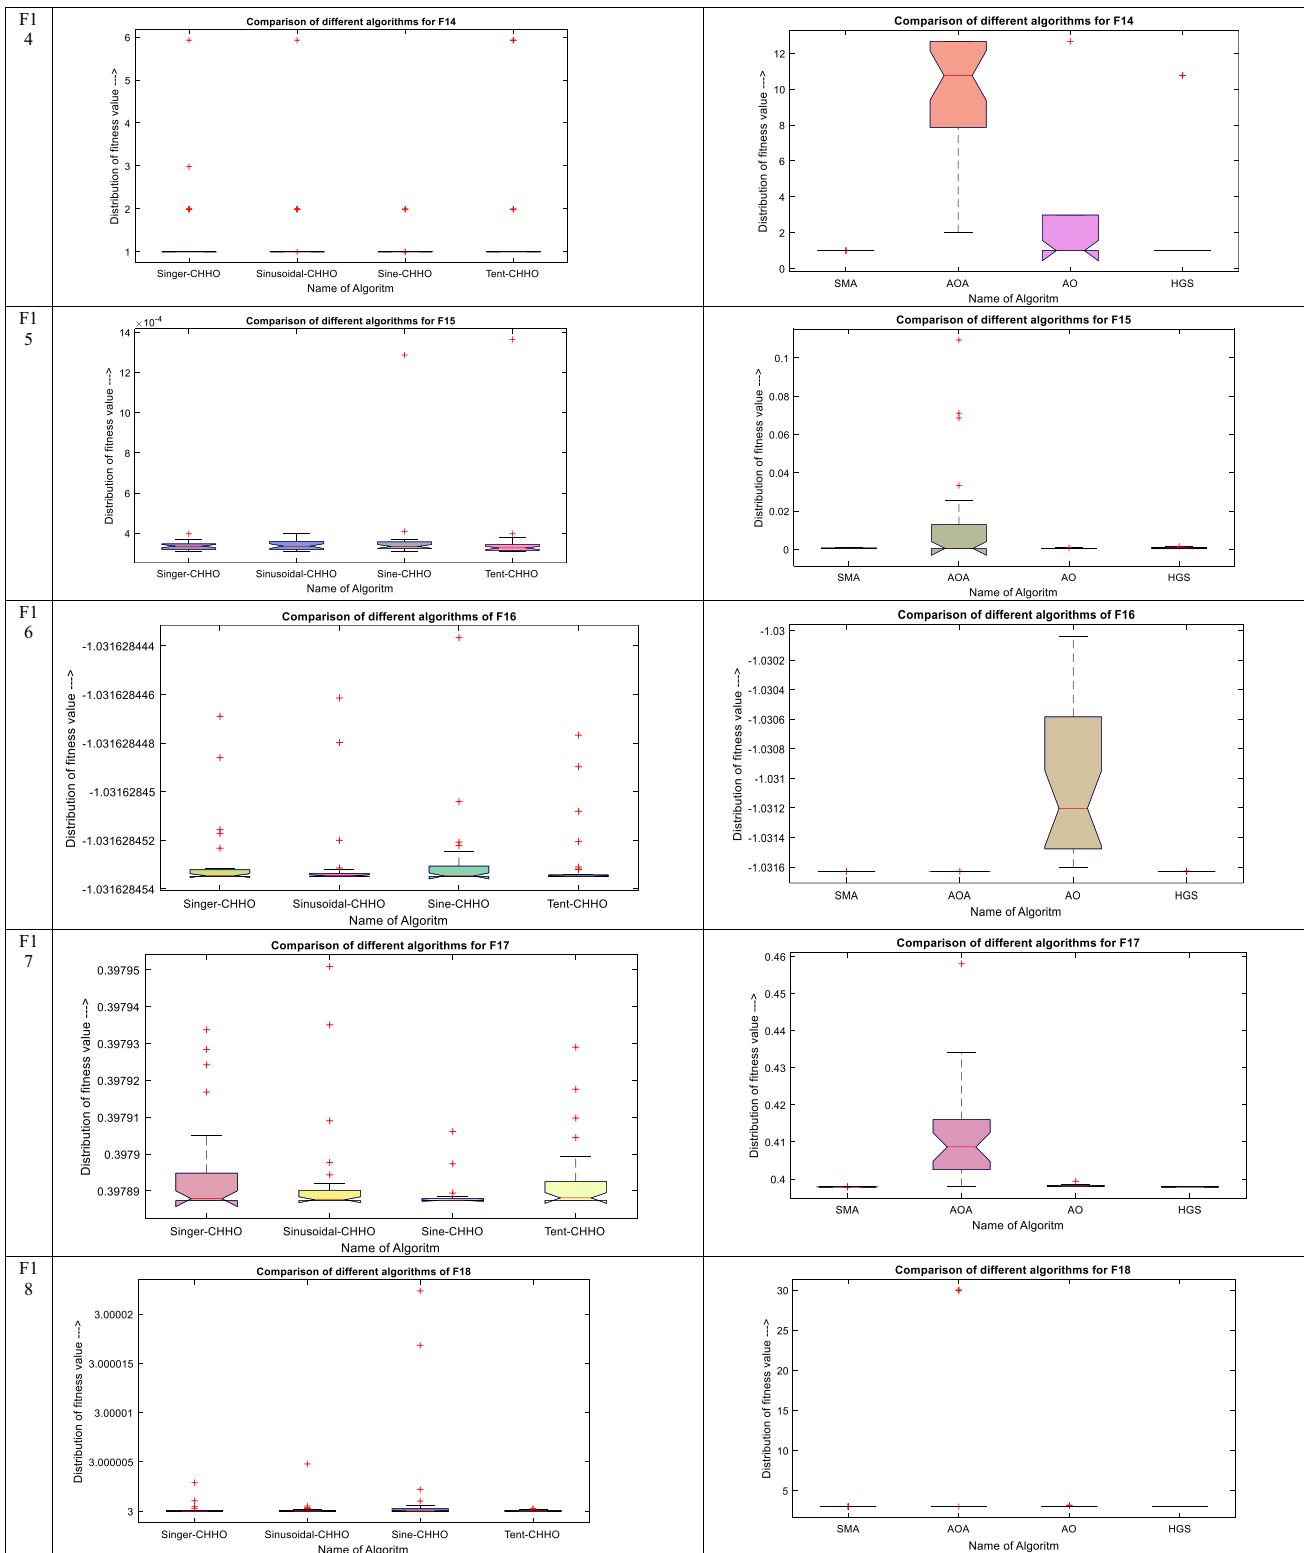 F1
4
Comparison of different algorithms for F14
6
5
4
3
2
1
Distribution of fitness value --->
Singer-CHHO Sinusoidal-CHHO Sine-CHHO Tent-CHHO
Name of Algoritm
Comparison of different algorithms for F14
12
10
8
6
4
2
0
Distribution of fitness value --->
SMA AOA AO HGS
Name of Algoritm
F1
5
Comparison of different algorithms for F15
×10-4
14
12
10
8
6
4
Distribution of fitness value --->
Singer-CHHO Sinusoidal-CHHO Sine-CHHO Tent-CHHO
Name of Algoritm
Comparison of different algorithms for F15
0.1
0.08
0.06
0.04
0.02
0
Distribution of fitness value --->
SMA AOA AO HGS
Name of Algoritm
F1
6
Comparison of different algorithms of F16
-1.031628444
-1.031628446
-1.031628448
-1.03162845
-1.031628452
-1.031628454
Distribution of fitness value --->
Singer-CHHO Sinusoidal-CHHO Sine-CHHO Tent-CHHO
Name of Algoritm
Comparison of different algorithms of F16
-1.03
-1.0302
-1.0304
-1.0306
-1.0308
-1.031
-1.0312
-1.0314
-1.0316
Distribution of fitness value --->
SMA AOA AO HGS
Name of Algoritm
F1
7
Comparison of different algorithms for F17
0.39795
0.39794
0.39793
0.39792
0.39791
0.3979
0.39789
Distribution of fitness value --->
Singer-CHHO Sinusoidal-CHHO Sine-CHHO Tent-CHHO
Name of Algoritm
Comparison of different algorithms for F17
0.46
0.45
0.44
0.43
0.42
0.41
0.4
Distribution of fitness value --->
SMA AOA AO HGS
Name of Algoritm
F1
8
Comparison of different algorithms of F18
3.00002
3.000015
3.00001
3.000005
3
Distribution of fitness value --->
Singer-CHHO Sinusoidal-CHHO Sine-CHHO Tent-CHHO
Name of Algoritm
Comparison of different algorithms for F18
30
25
20
15
10
5
Distribution of fitness value --->
SMA AOA AO HGS
Name of Algoritm